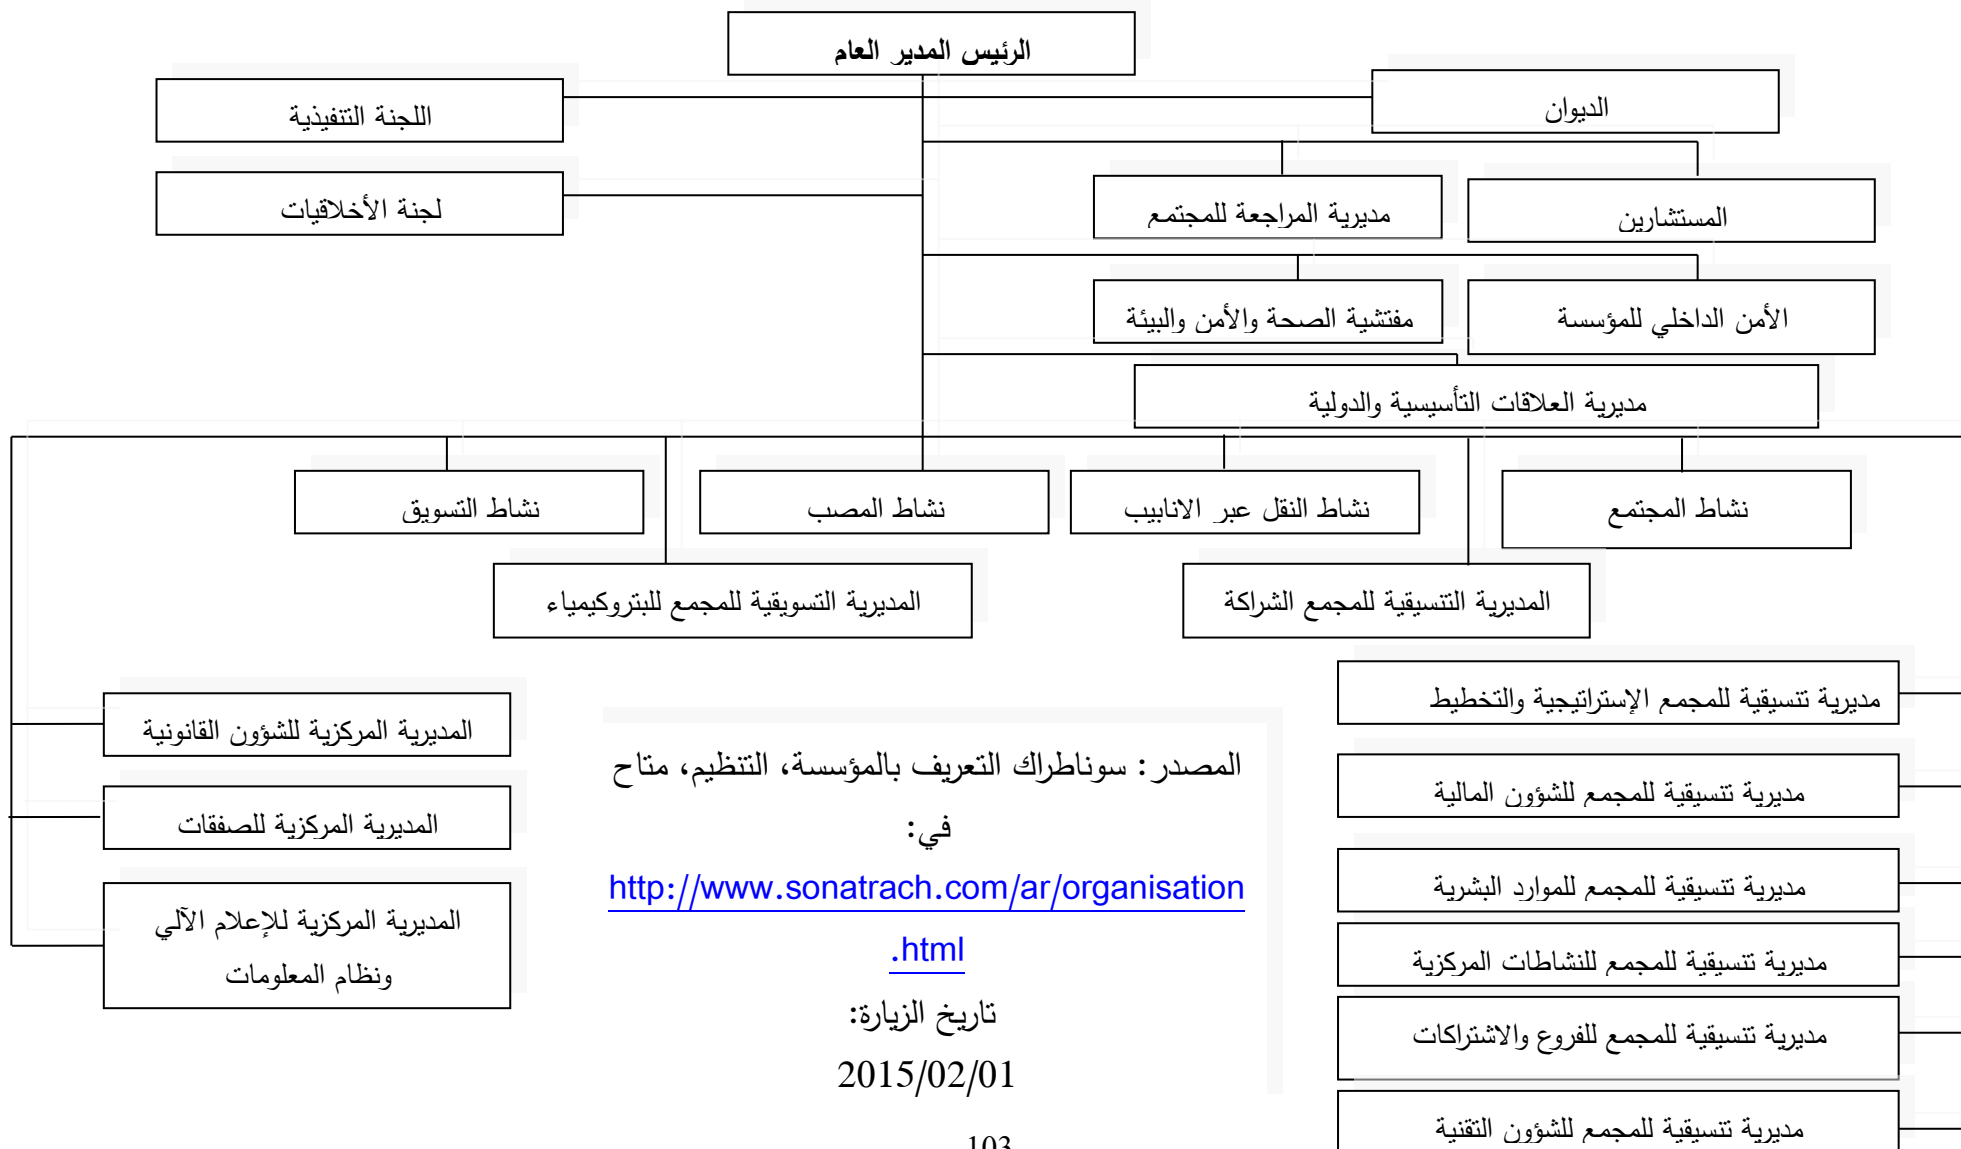 الرئيس المدير العام
الديوان
اللجنة التنفيذية
المستشارين
مديرية المراجعة للمجتمع
لجنة الأخلاقيات
الأمن الداخلي للمؤسسة
مفتشية الصحة والأمن والبيئة
مديرية العلاقات التأسيسية والدولية
نشاط المجتمع
نشاط النقل عبر الانابيب
نشاط المصب
نشاط التسويق
المديرية التنسيقية للمجمع الشراكة
المديرية التسويقية للمجمع للبتروكيمياء
مديرية تنسيقية للمجمع الإستراتيجية والتخطيط
مديرية تنسيقية للمجمع للشؤون المالية
مديرية تنسيقية للمجمع للموارد البشرية
مديرية تنسيقية للمجمع للنشاطات المركزية
مديرية تنسيقية للمجمع للفروع والاشتراكات
مديرية تنسيقية للمجمع للشؤون التقنية
المصدر: سوناطراك التعريف بالمؤسسة، التنظيم، متاح
في:
http://www.sonatrach.com/ar/organisation
.html
تاريخ الزيارة:
2015/02/01
المديرية المركزية للشؤون القانونية
المديرية المركزية للصفقات
المديرية المركزية للإعلام الآلي
ونظام المعلومات
103